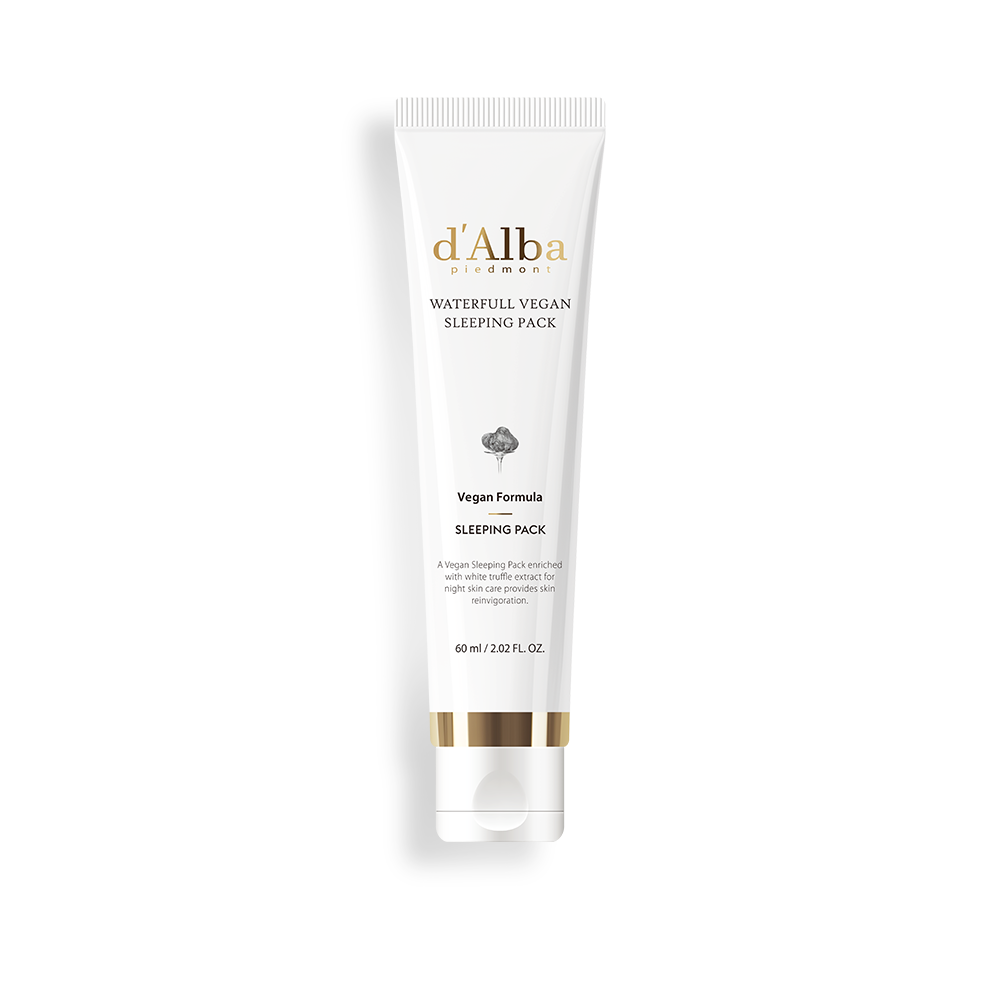 d'Alba
piedmont
WATERFULL VEGAN
SLEEPING PACK
Vegan Formula
SLEEPING PACK
A Vegan Sleeping Pack enriched
with white truffle extract for
night skin care provides skin
reinvigoration.
60 ml / 2.02 FL. OZ.